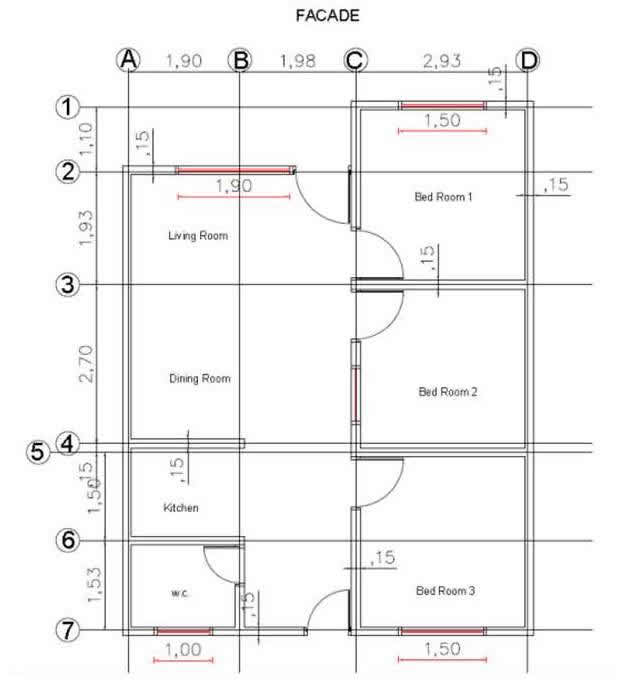 FACADE
A B C D
1,90 1,98 2,93
,15
1
1,50
1,10
,15
2
1,90
Bed Room 1
,15
1,93
Living Room
,15
3
2,70
Dining Room
Bed Room 2
4
5
,15
,15
1,50
Kitchen
6
,15
1,53
w.c.
Bed Room 3
,15
7
1,00
1,50